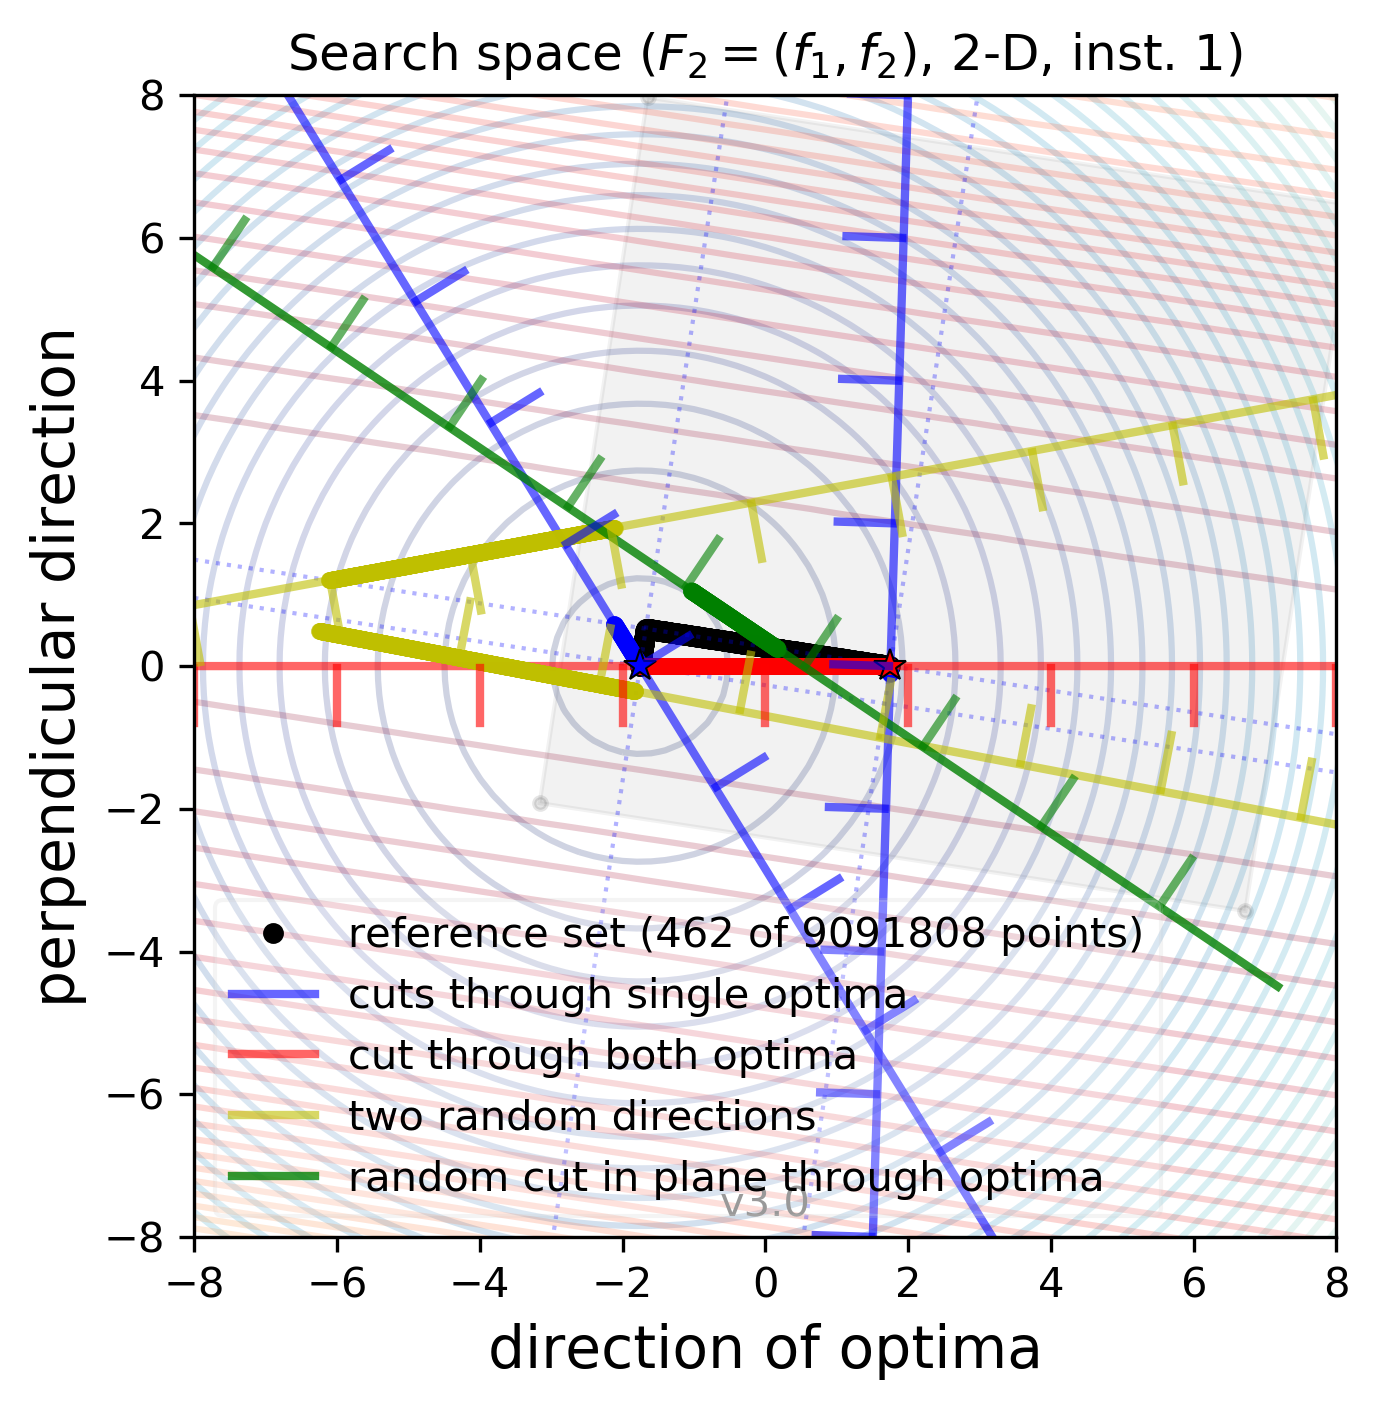 Search space ($F_2 = (f_1, f_2)$, 2-D, inst. 1)
perpendicular direction
8
6
4
2
0
−2
−4
−6
−8
reference set (462 of 9091808 points)
cuts through single optima
cut through both optima
two random directions
random cut in plane through optima
v3.0
−8 −6 −4 −2 0 2 4 6 8
direction of optima